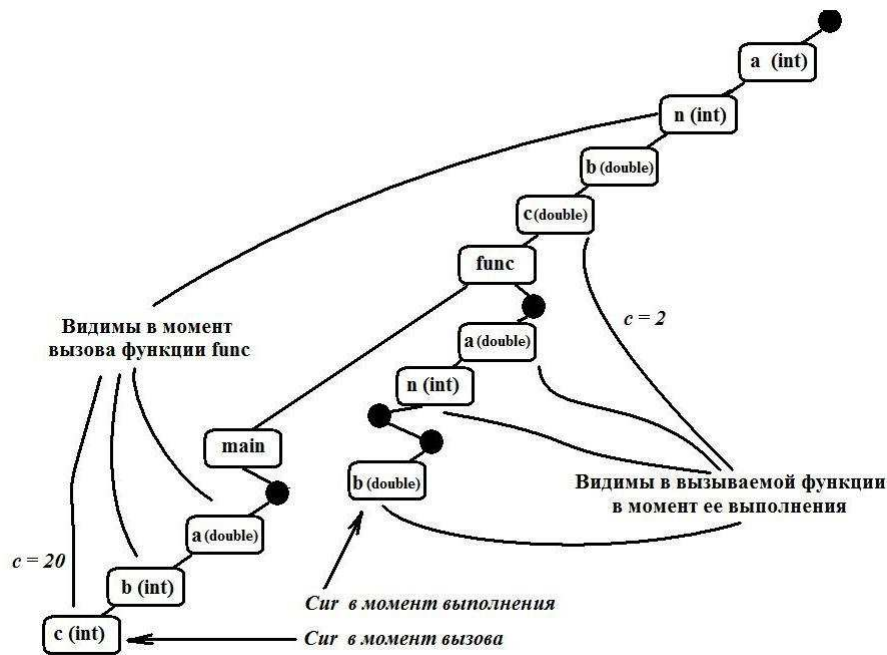 a (int)
n (int)
b (double)
c (double)
func
c = 2
Видимы в момент
вызова функции func
a (double)
n (int)
main
b (double)
Видимы в вызываемой функции
в момент ее выполнения
a (double)
c = 20
b (int)
Cur в момент выполнения
c (int)
Cur в момент вызова